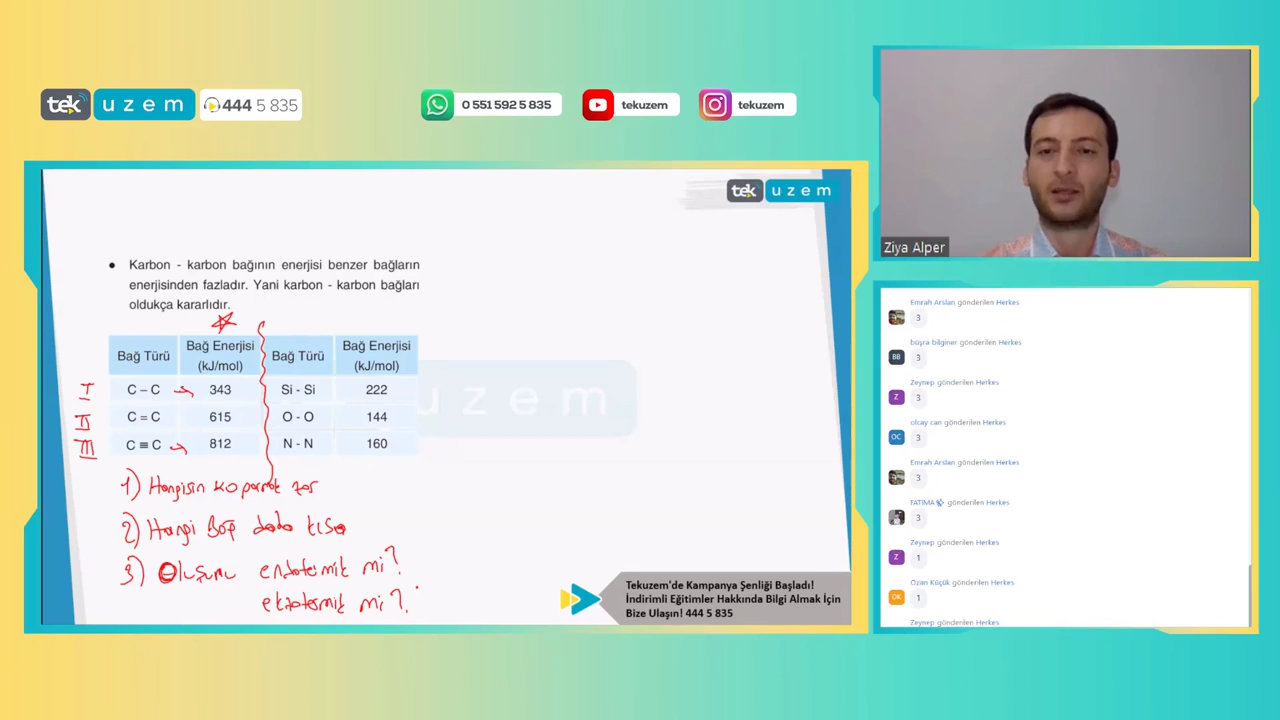 tek uzem 444 5 835
0 551 592 5 835
tekuzem
tekuzem
tek uzem
Ziya Alper
• Karbon - karbon bağının enerjisi benzer bağların
enerjisinden fazladır. Yani karbon - karbon bağları
oldukça kararlıdır.
Bağ Türü Bağ Enerjisi (kJ/mol) Bağ Türü Bağ Enerjisi (kJ/mol)
I C – C 343 Si - Si 222
II C = C 615 O - O 144
III C ≡ C 812 N - N 160
uzem
1) Hangisin koparmak zor
2) Hangi Bağ daha kısa
3) Oluşumu endotermik mi?
ekzotermik mi?
Tekuzem'de Kampanya Şenliği Başladı!
İndirimli Eğitimler Hakkında Bilgi Almak İçin
Bize Ulaşın! 444 5 835
Emrah Arslan gönderilen Herkes
3
büşra bilginer gönderilen Herkes
BB 3
Zeynep gönderilen Herkes
Z 3
olcay can gönderilen Herkes
OC 3
Emrah Arslan gönderilen Herkes
3
FATIMA gönderilen Herkes
3
Zeynep gönderilen Herkes
Z 1
Ozan Küçük gönderilen Herkes
OK 1
Zeynep gönderilen Herkes